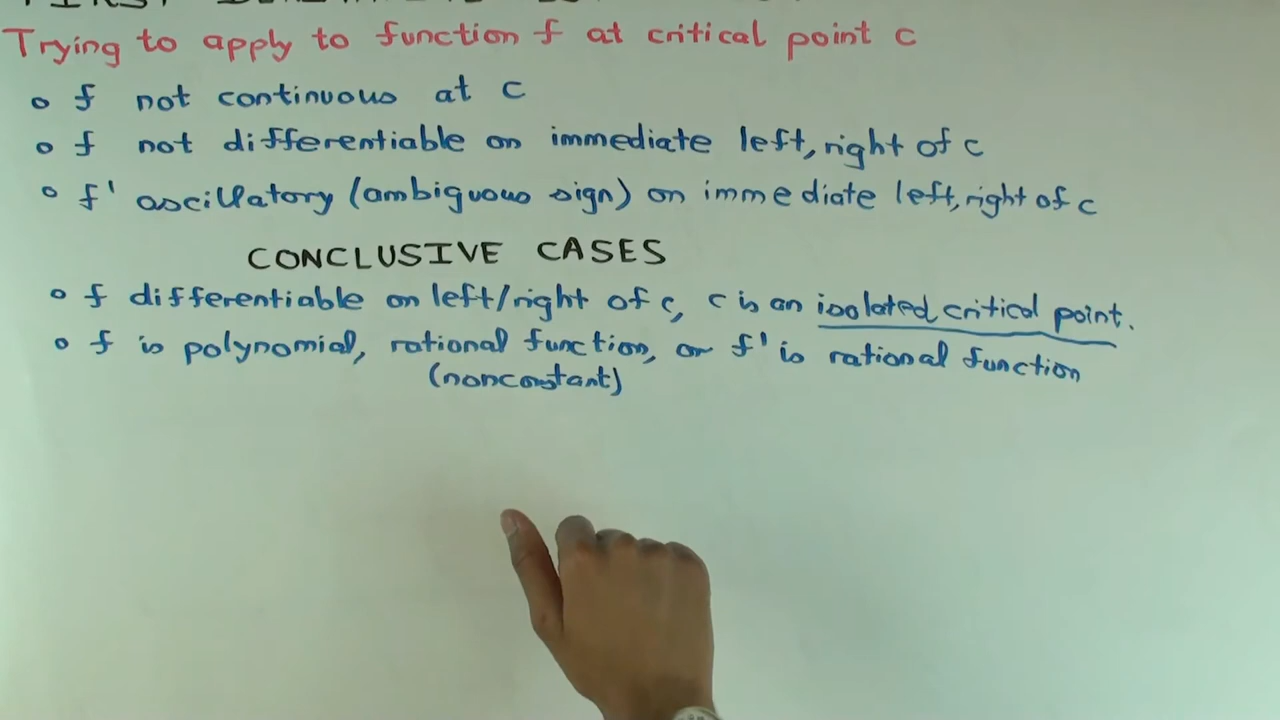 FIRST
Trying to apply to function f at critical point c
o f not continuous at c
o f not differentiable on immediate left, right of c
o f' oscillatory (ambiguous sign) on immediate left, right of c
CONCLUSIVE CASES
o f differentiable on left/right of c, c is an isolated critical point.
o f is polynomial, rational function, or f' is rational function
(nonconstant)